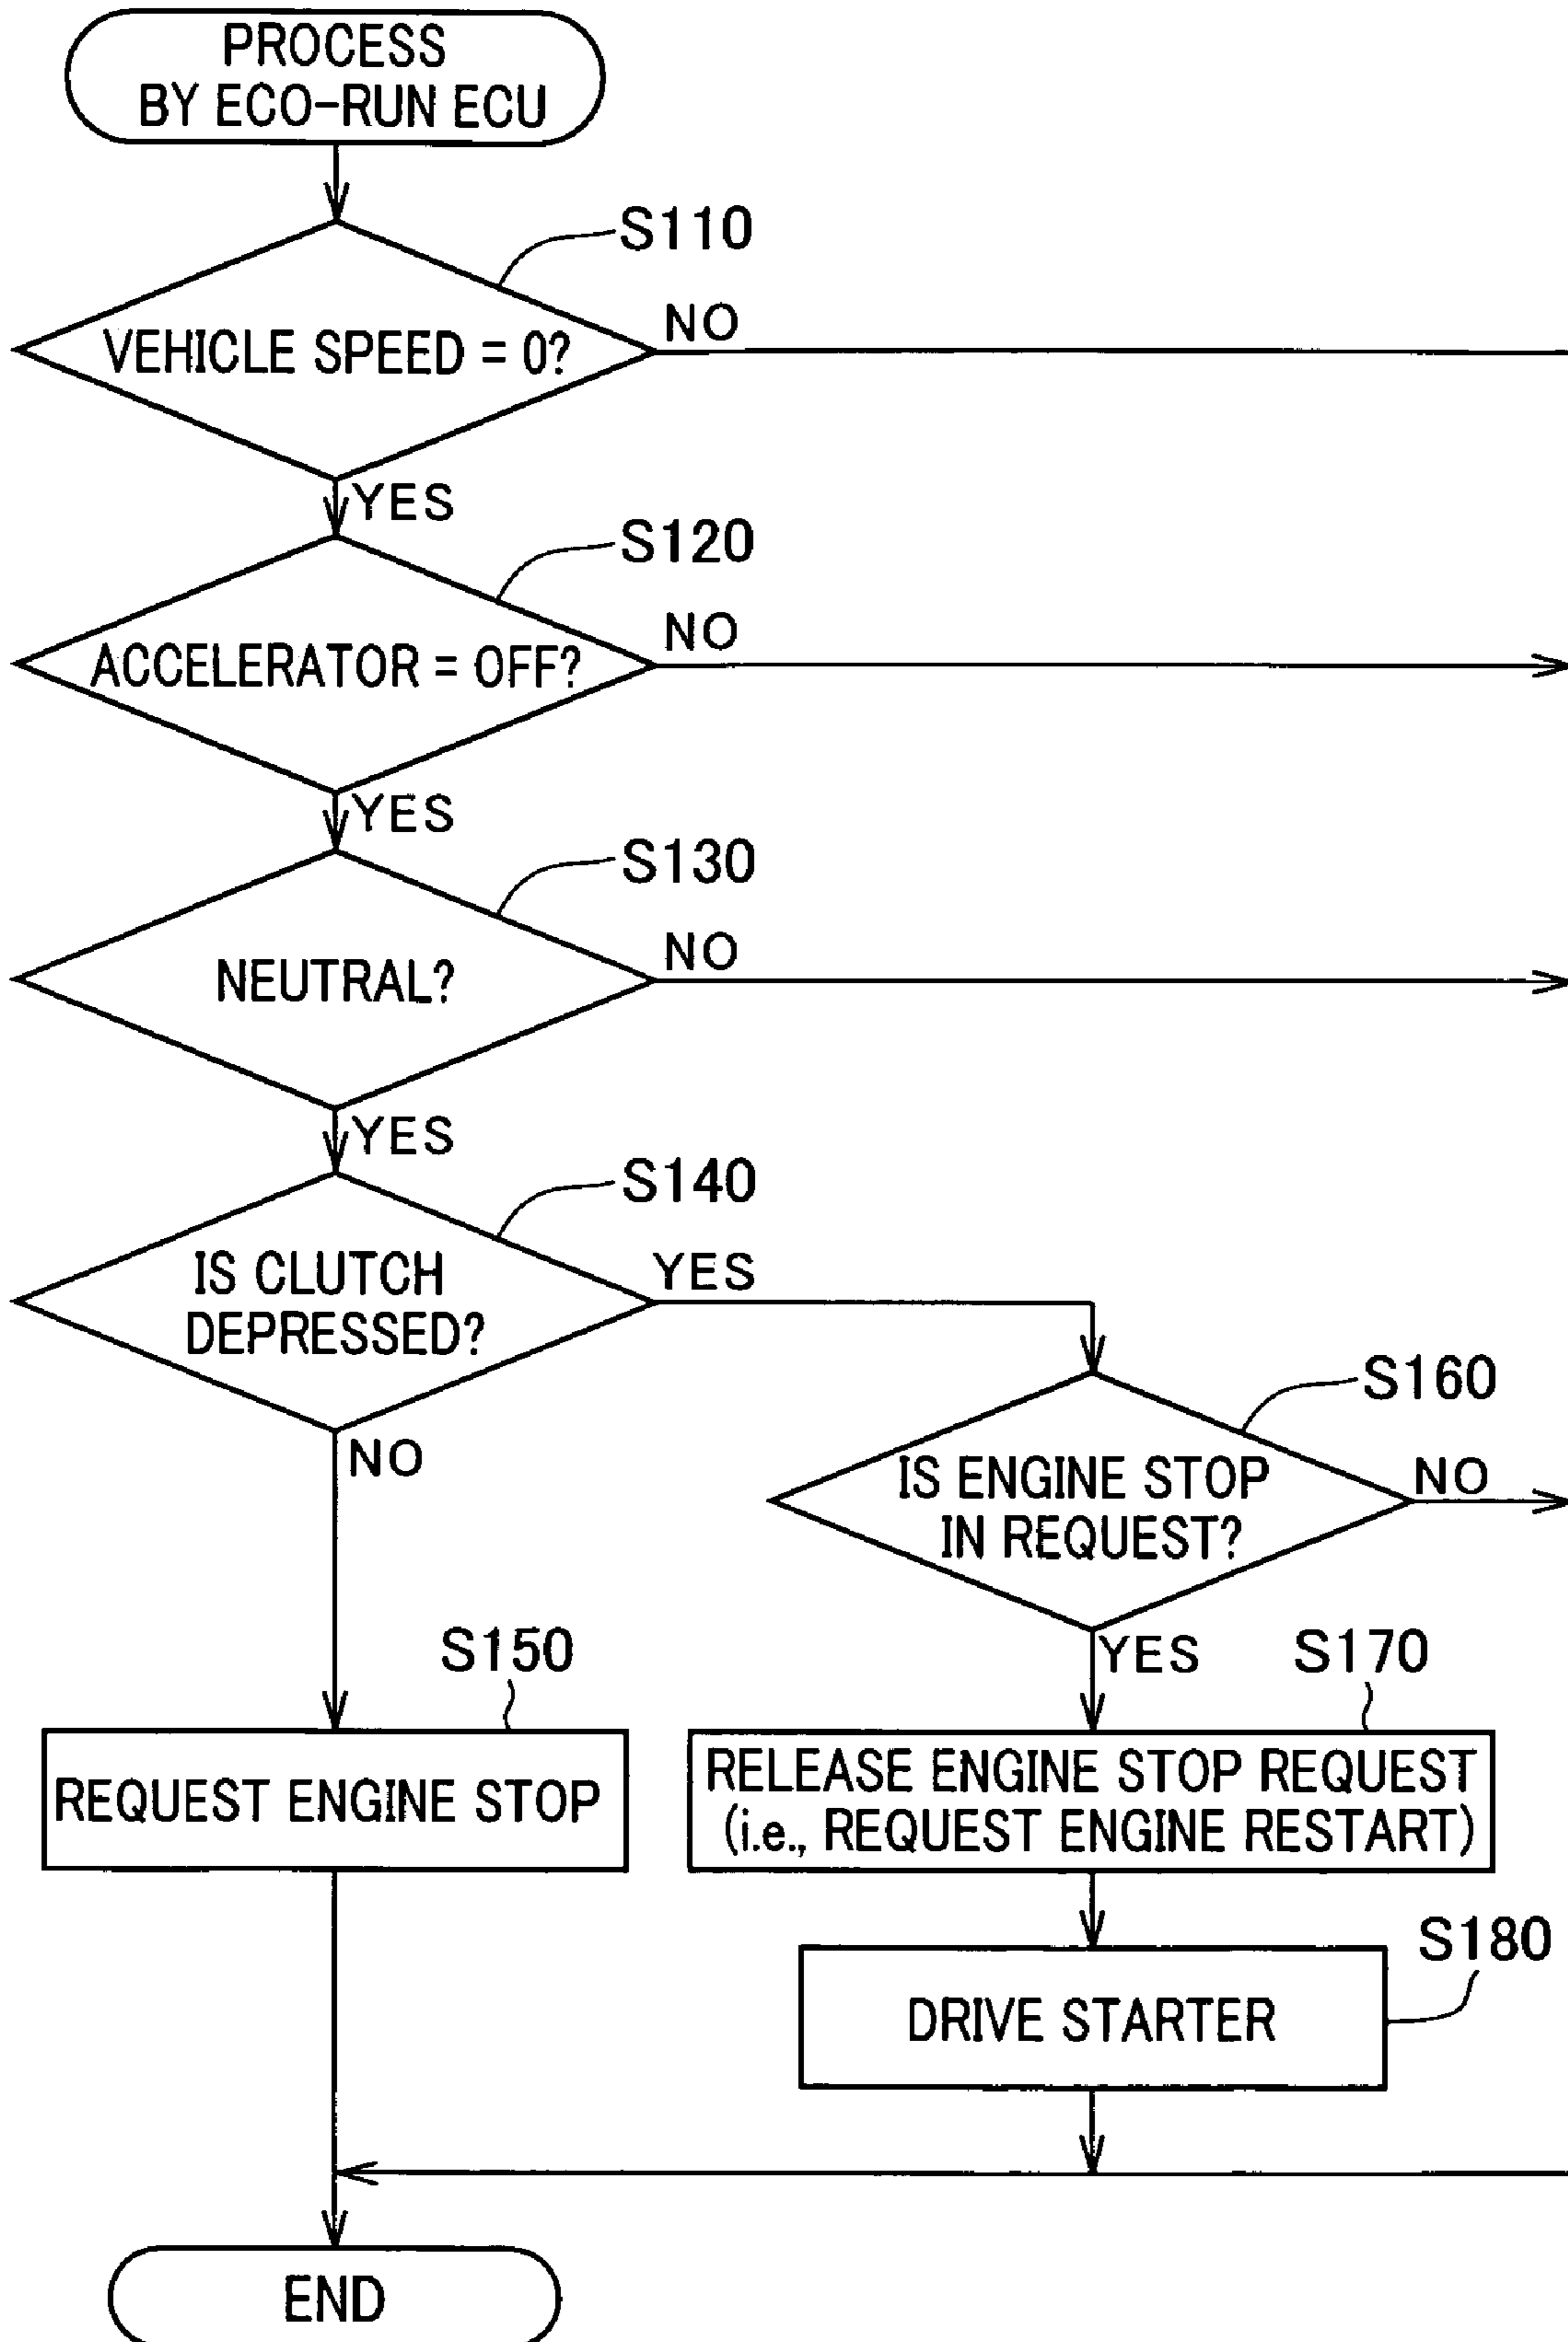 PROCESS
BY ECO-RUN ECU
S110
VEHICLE SPEED = 0?
NO
YES
S120
ACCELERATOR = OFF?
NO
YES
S130
NEUTRAL?
NO
YES
S140
IS CLUTCH
DEPRESSED?
YES
NO
S160
IS ENGINE STOP
IN REQUEST?
NO
YES
S150
REQUEST ENGINE STOP
S170
RELEASE ENGINE STOP REQUEST
(i.e., REQUEST ENGINE RESTART)
S180
DRIVE STARTER
END